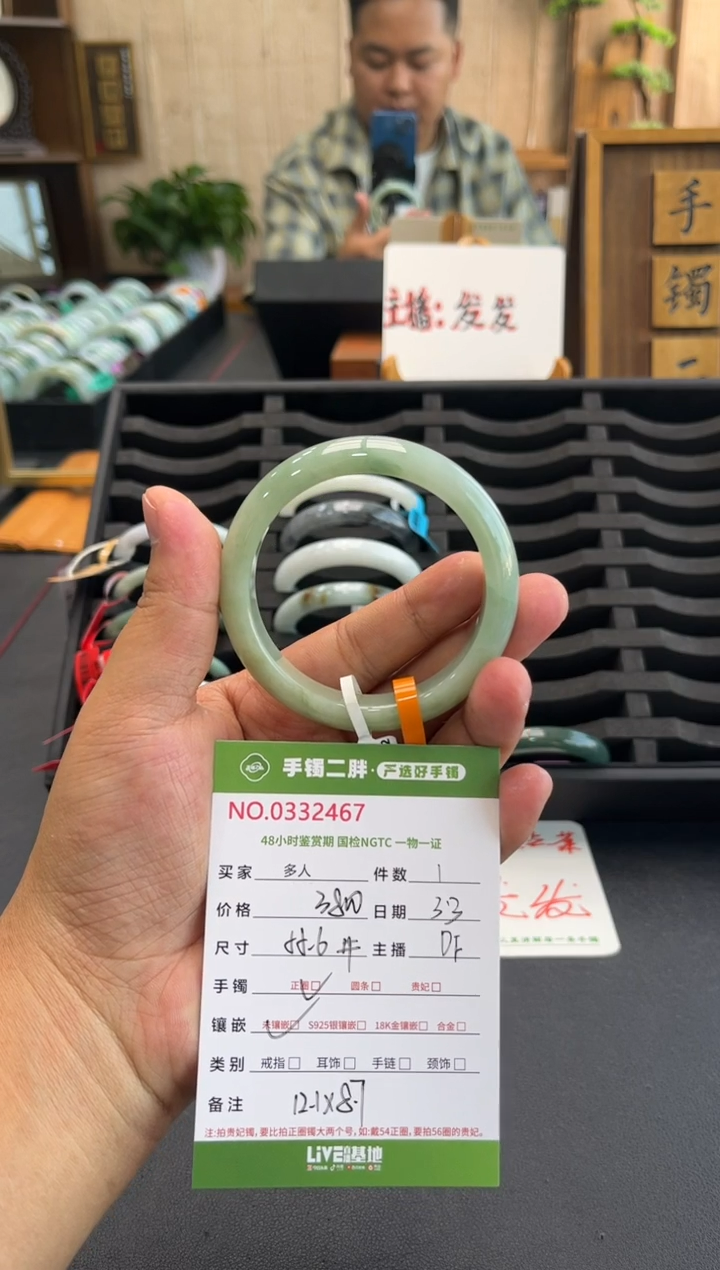 手
镯
二
主播:发发
手镯二胖·严选好手镯
NO.0332467
48小时鉴赏期 国检NGTC 一物一证
买家 多人 件数 1
价格 日期 3.3
尺寸 55.6 主播 DF
手镯 正圈□ 圆条□ 贵妃□
镶嵌 未镶嵌□ S925银镶嵌□ 18K金镶嵌□ 合金□
类别 戒指□ 耳饰□ 手链□ 颈饰□
备注 12.1X8.7
注:拍贵妃镯,要比拍正圈镯大两个号,如:戴54正圈,要拍56圈的贵妃。
LiVE 基地